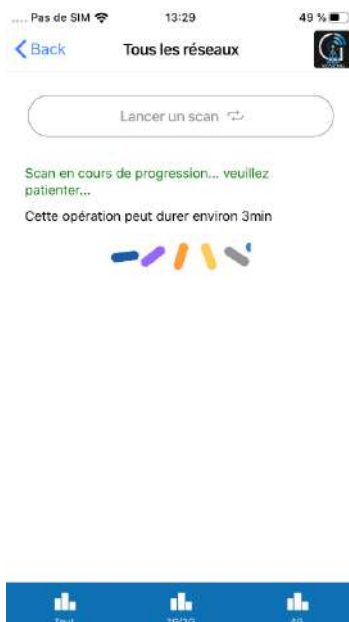 Pas de SIM 13:29 49 %
Back Tous les réseaux
Lancer un scan
Scan en cours de progression... veuillez
patienter...
Cette opération peut durer environ 3min